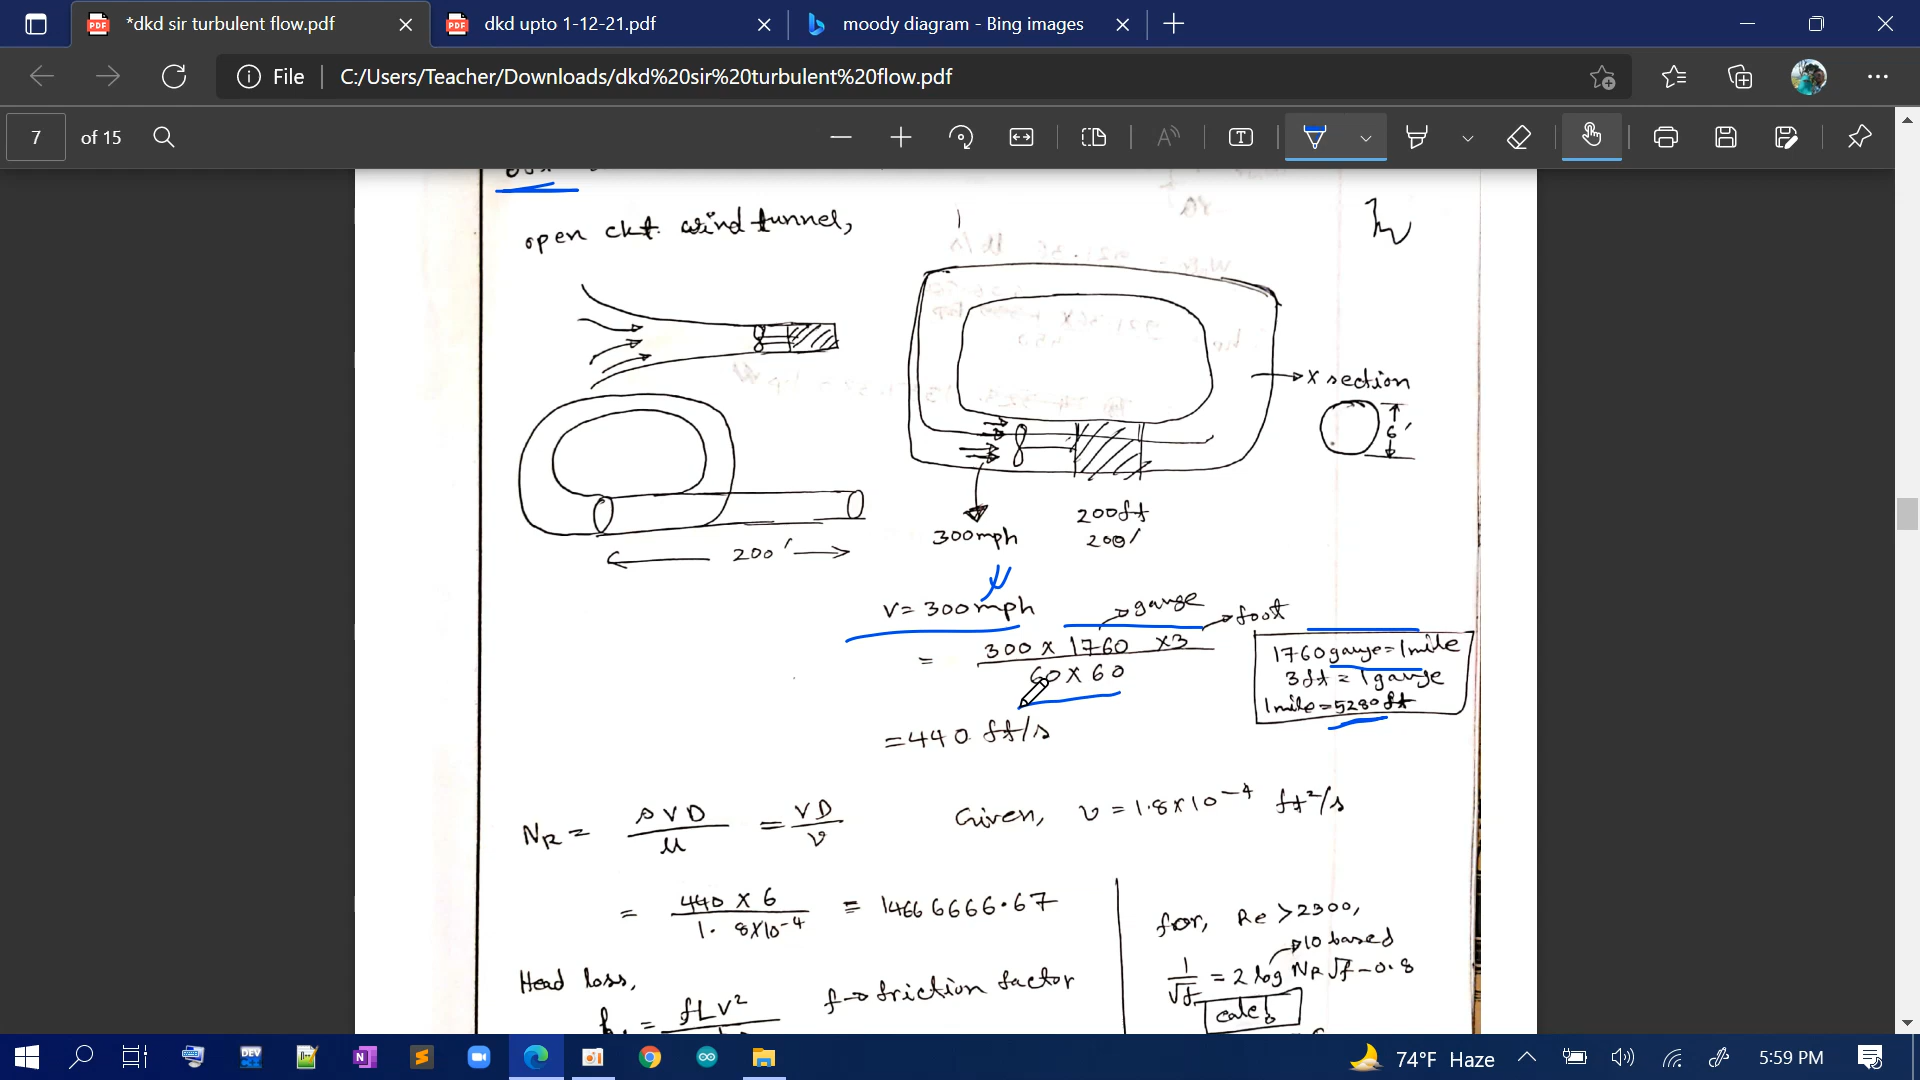 *dkd sir turbulent flow.pdf
dkd upto 1-12-21.pdf
moody diagram - Bing images
File
C:/Users/Teacher/Downloads/dkd%20sir%20turbulent%20flow.pdf
7 of 15
open ckt. wind tunnel,
x section
6'
200ft
300mph
200'
200'
V= 300mph
gauge
foot
= 300 x 1760 x3
60 x 60
1760 gauge=1mile
3ft = 1gauge
1mile=5280ft
=440 ft/s
NR = ρVD/μ = VD/ν
Given, ν = 1.8x10⁻⁴ ft²/s
= 440 x 6 / 1.8x10⁻⁴ = 14666666.67
for, Re >2300,
10 based
1/√f = 2 log NR √f - 0.8
calc!
Head loss,
f→friction factor
= fLv²
74°F Haze
5:59 PM